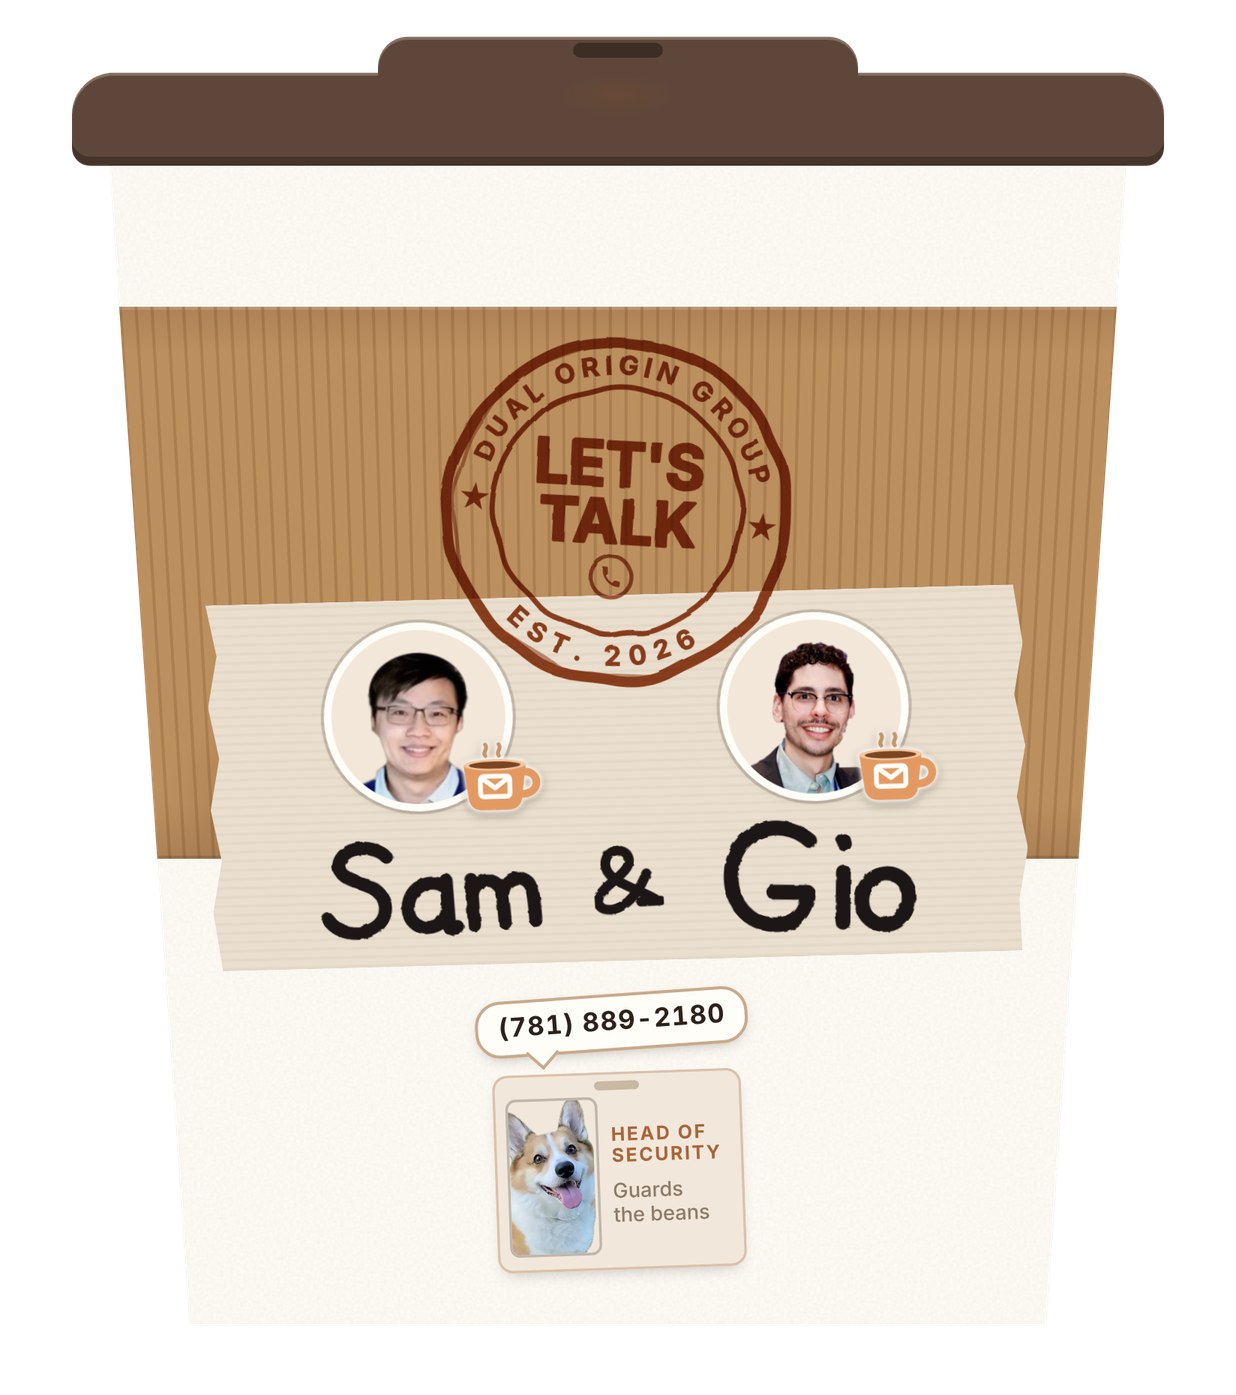 DUAL ORIGIN GROUP
LET'S
TALK
EST. 2026
Sam & Gio
(781) 889-2180
HEAD OF
SECURITY
Guards
the beans